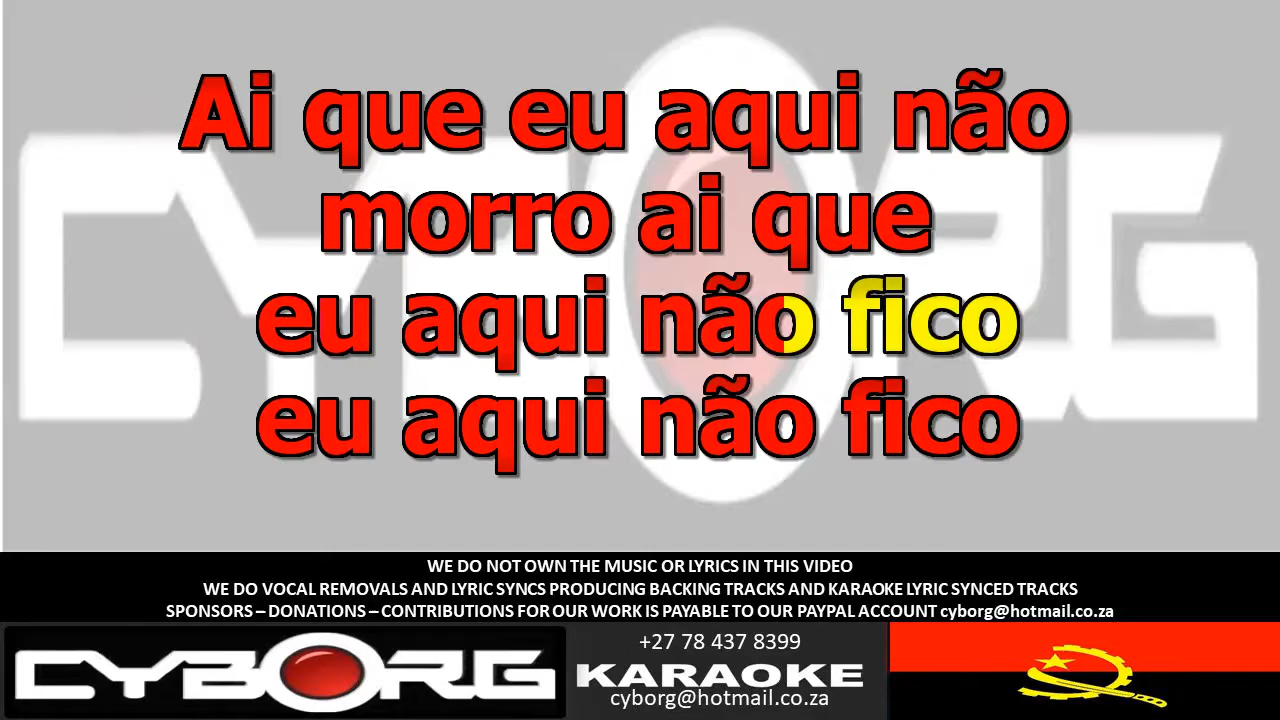 Ai que eu aqui não
morro ai que
eu aqui não fico
eu aqui não fico
CYBORG
WE DO NOT OWN THE MUSIC OR LYRICS IN THIS VIDEO
WE DO VOCAL REMOVALS AND LYRIC SYNCS PRODUCING BACKING TRACKS AND KARAOKE LYRIC SYNCED TRACKS
SPONSORS – DONATIONS – CONTRIBUTIONS FOR OUR WORK IS PAYABLE TO OUR PAYPAL ACCOUNT cyborg@hotmail.co.za
CYBORG
+27 78 437 8399
KARAOKE
cyborg@hotmail.co.za